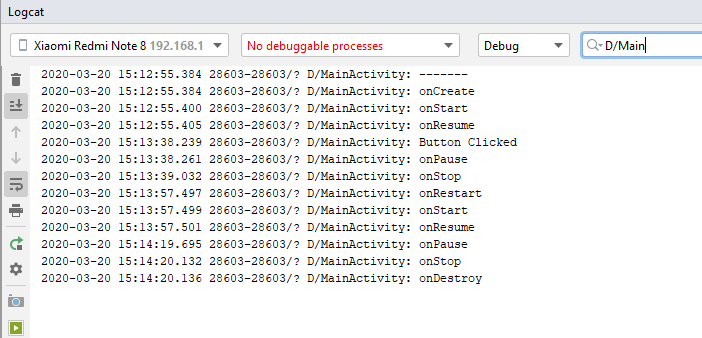 Logcat
Xiaomi Redmi Note 8 192.168.1
No debuggable processes
Debug
D/Main
2020-03-20 15:12:55.384 28603-28603/? D/MainActivity: -------
2020-03-20 15:12:55.384 28603-28603/? D/MainActivity: onCreate
2020-03-20 15:12:55.400 28603-28603/? D/MainActivity: onStart
2020-03-20 15:12:55.405 28603-28603/? D/MainActivity: onResume
2020-03-20 15:13:38.239 28603-28603/? D/MainActivity: Button Clicked
2020-03-20 15:13:38.261 28603-28603/? D/MainActivity: onPause
2020-03-20 15:13:39.032 28603-28603/? D/MainActivity: onStop
2020-03-20 15:13:57.497 28603-28603/? D/MainActivity: onRestart
2020-03-20 15:13:57.499 28603-28603/? D/MainActivity: onStart
2020-03-20 15:13:57.501 28603-28603/? D/MainActivity: onResume
2020-03-20 15:14:19.695 28603-28603/? D/MainActivity: onPause
2020-03-20 15:14:20.132 28603-28603/? D/MainActivity: onStop
2020-03-20 15:14:20.136 28603-28603/? D/MainActivity: onDestroy